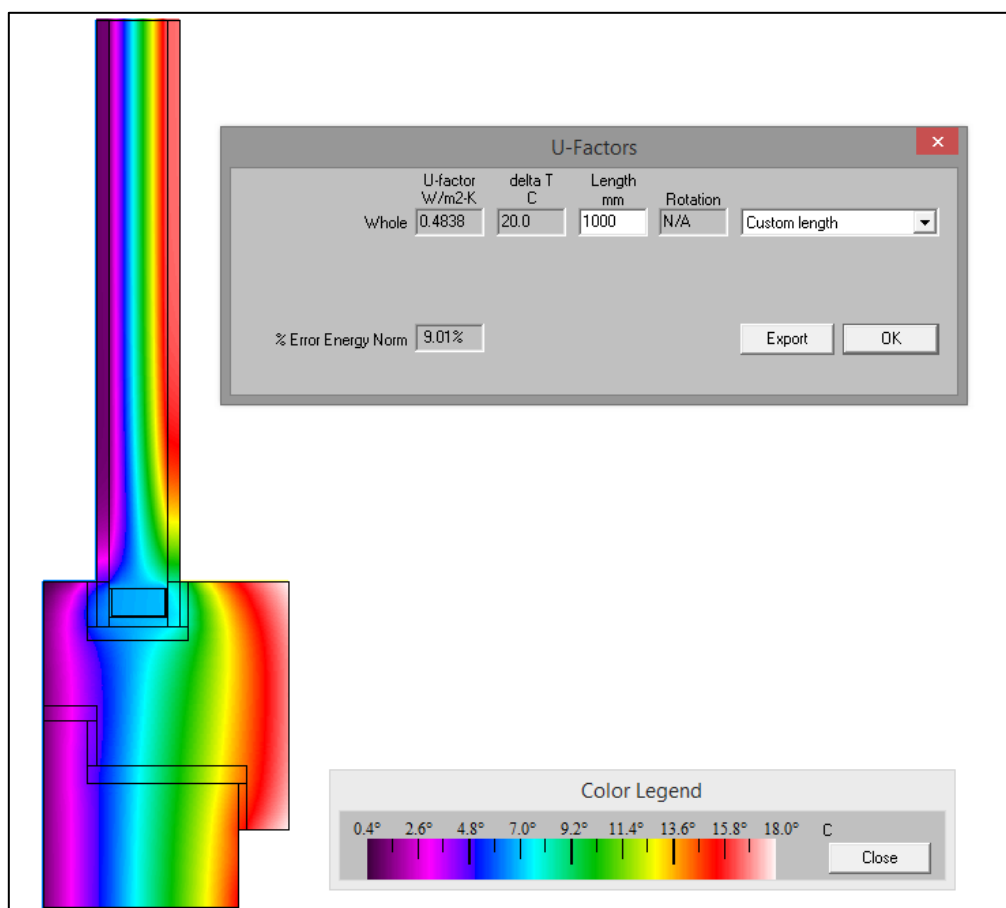 U-Factors
U-factor delta T Length
W/m2-K C mm Rotation
Whole 0.4838 20.0 1000 N/A Custom length
% Error Energy Norm 9.01% Export OK
Color Legend
0.4° 2.6° 4.8° 7.0° 9.2° 11.4° 13.6° 15.8° 18.0° C
Close